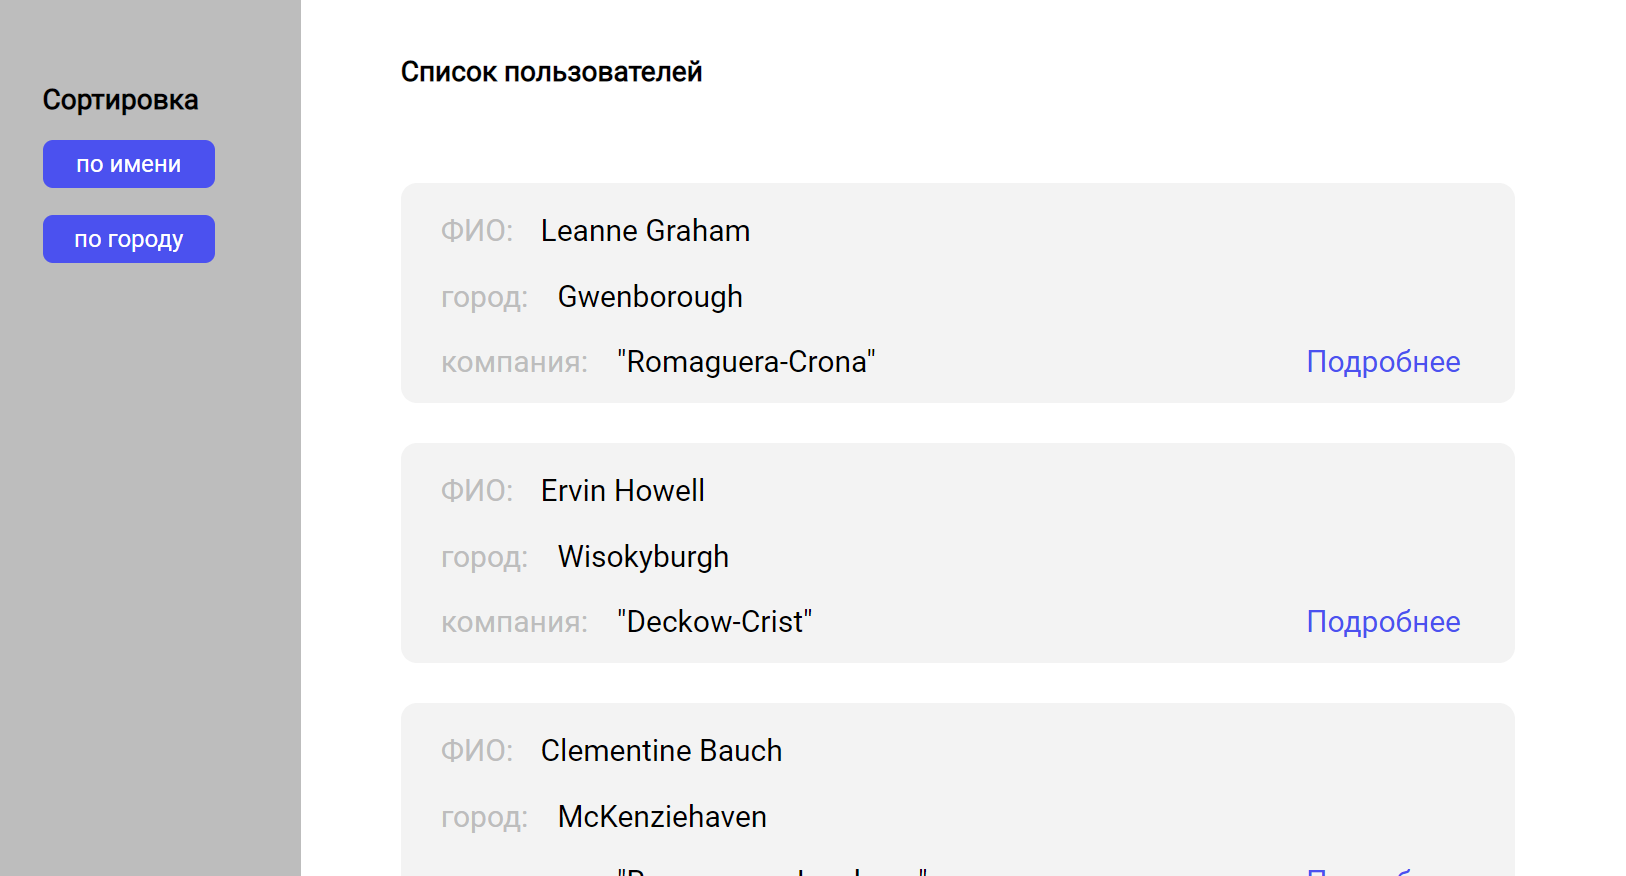 Сортировка
по имени
по городу
Список пользователей
ФИО: Leanne Graham
город: Gwenborough
компания: "Romaguera-Crona"
Подробнее
ФИО: Ervin Howell
город: Wisokyburgh
компания: "Deckow-Crist"
Подробнее
ФИО: Clementine Bauch
город: McKenziehaven